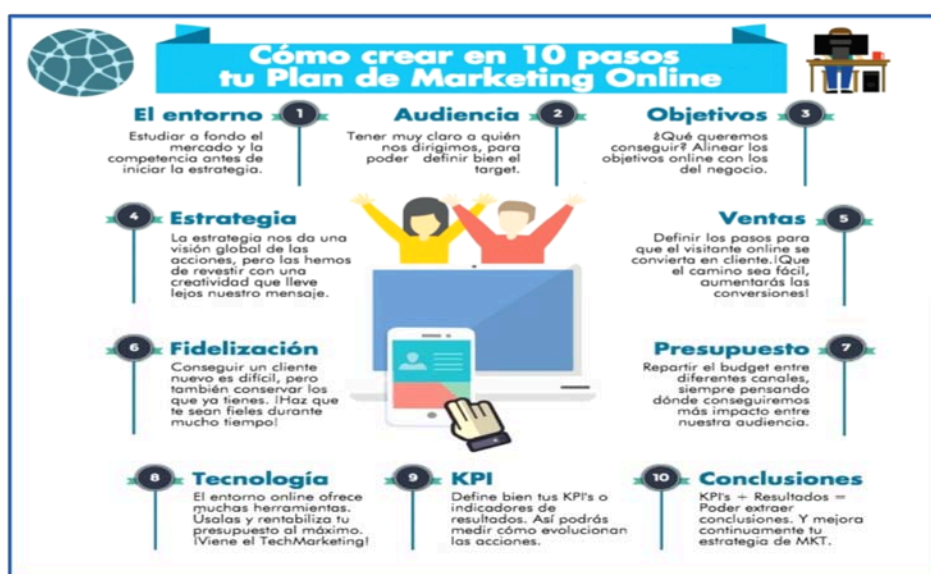 Cómo crear en 10 pasos
tu Plan de Marketing Online
1
El entorno
Estudiar a fondo el
mercado y la
competencia antes de
iniciar la estrategia.
2
Audiencia
Tener muy claro a quién
nos dirigimos, para
poder definir bien el
target.
3
Objetivos
¿Qué queremos
conseguir? Alinear los
objetivos online con los
del negocio.
4
Estrategia
La estrategia nos da una
visión global de las
acciones, pero las hemos
de revestir con una
creatividad que lleve
lejos nuestro mensaje.
5
Ventas
Definir los pasos para
que el visitante online se
convierta en cliente.¡Que
el camino sea fácil,
aumentarás las
conversiones!
6
Fidelización
Conseguir un cliente
nuevo es difícil, pero
también conservar los
que ya tienes. ¡Haz que
te sean fieles durante
mucho tiempo!
7
Presupuesto
Repartir el budget entre
diferentes canales,
siempre pensando
dónde conseguiremos
más impacto entre
nuestra audiencia.
8
Tecnología
El entorno online ofrece
muchas herramientas.
Úsalas y rentabiliza tu
presupuesto al máximo.
¡Viene el TechMarketing!
9
KPI
Define bien tus KPI's o
indicadores de
resultados. Así podrás
medir cómo evolucionan
las acciones.
10
Conclusiones
KPI's + Resultados =
Poder extraer
conclusiones. Y mejora
continuamente tu
estrategia de MKT.